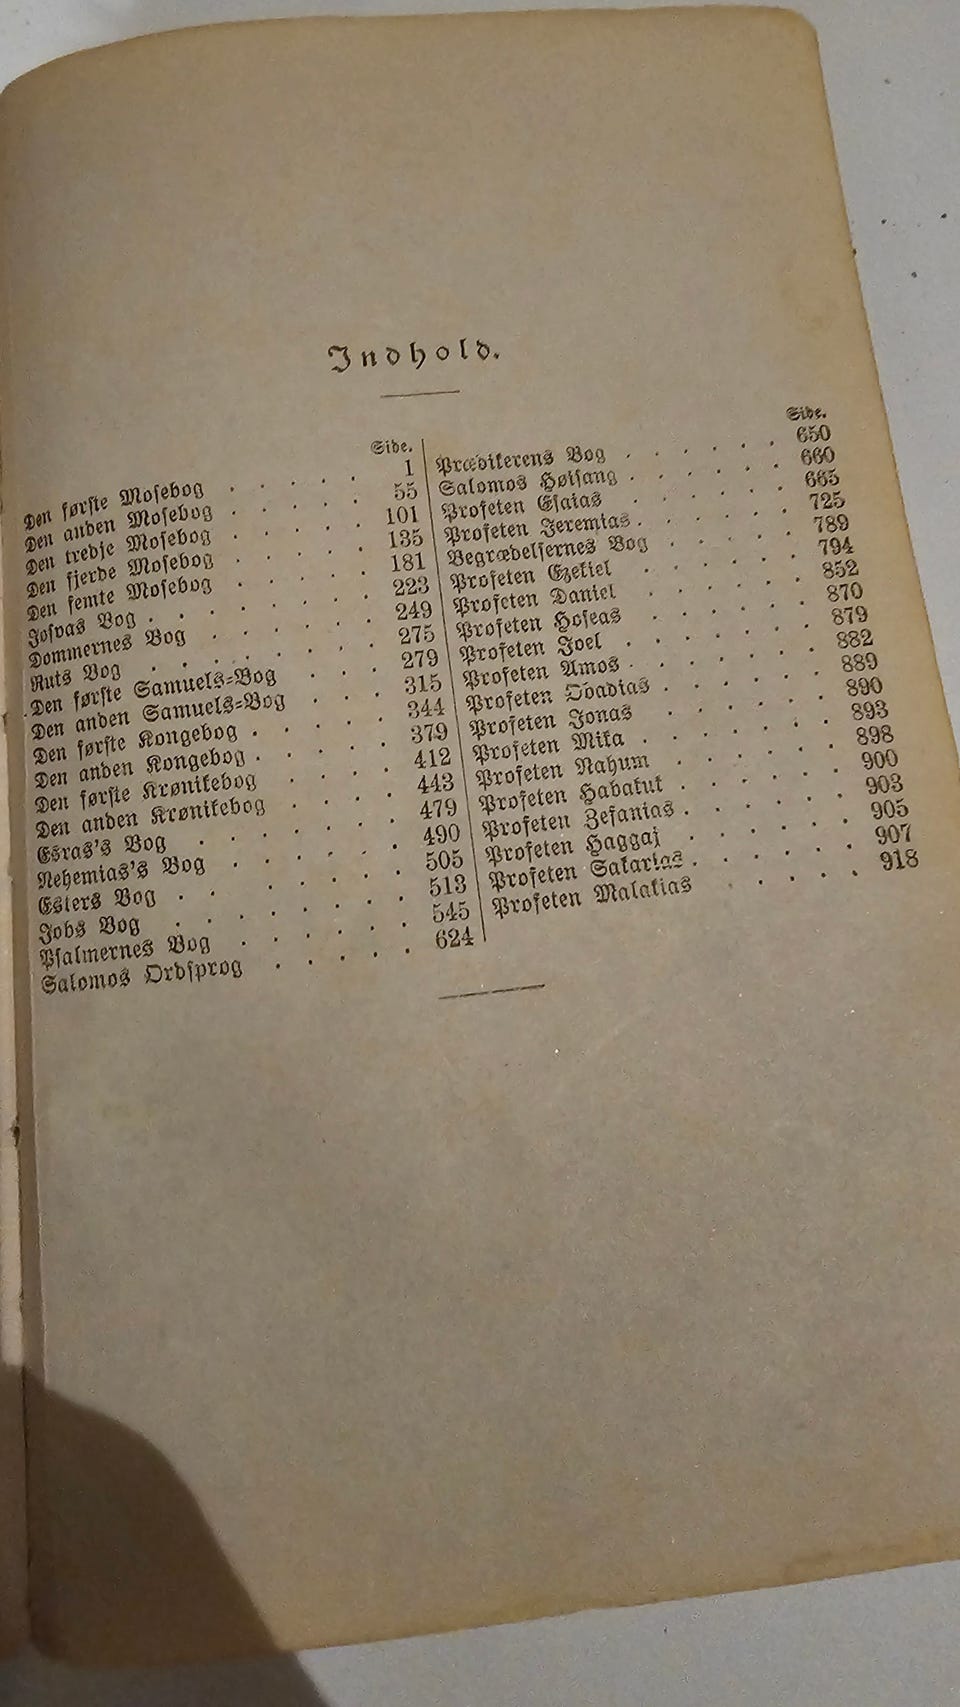 Indhold.
Side.
Den første Mosebog . . . . . 1
Den anden Mosebog . . . . . 55
Den tredje Mosebog . . . . . 101
Den fjerde Mosebog . . . . . 135
Den femte Mosebog . . . . . 181
Josvas Bog . . . . . . . 223
Dommernes Bog . . . . . . 249
Ruts Bog . . . . . . . 275
Den første Samuels-Bog . . . 279
Den anden Samuels-Bog . . . 315
Den første Kongebog . . . . . 344
Den anden Kongebog . . . . . 379
Den første Krønikebog . . . . 412
Den anden Krønikebog . . . . 443
Esras's Bog . . . . . . 479
Nehemias's Bog . . . . . . 490
Esters Bog . . . . . . . 505
Jobs Bog . . . . . . . 513
Psalmernes Bog . . . . . . 545
Salomos Ordsprog . . . . . 624
Side.
Prædikerens Bog . . . . . 650
Salomos Høisang . . . . . 660
Profeten Esaias . . . . . 665
Profeten Jeremias . . . . . 725
Begrædelsernes Bog . . . . 789
Profeten Ezekiel . . . . . 794
Profeten Daniel . . . . . 852
Profeten Hoseas . . . . . 870
Profeten Joel . . . . . 879
Profeten Amos . . . . . 882
Profeten Obadias . . . . . 889
Profeten Jonas . . . . . 890
Profeten Mika . . . . . 893
Profeten Nahum . . . . . 898
Profeten Habakuk . . . . . 900
Profeten Zefanias . . . . . 903
Profeten Haggaj . . . . . 905
Profeten Sakarias . . . . . 907
Profeten Malakias . . . . . 918